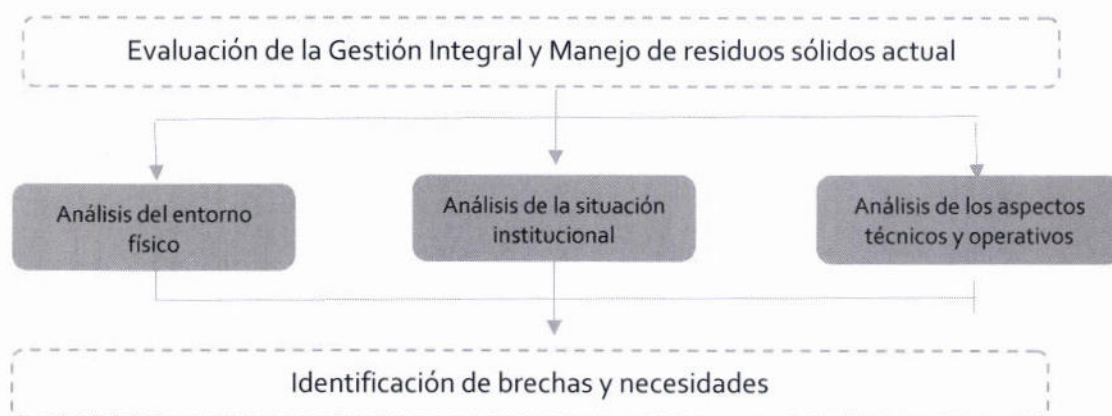 Evaluación de la Gestión Integral y Manejo de residuos sólidos actual
Análisis del entorno
físico
Análisis de la situación
institucional
Análisis de los aspectos
técnicos y operativos
Identificación de brechas y necesidades